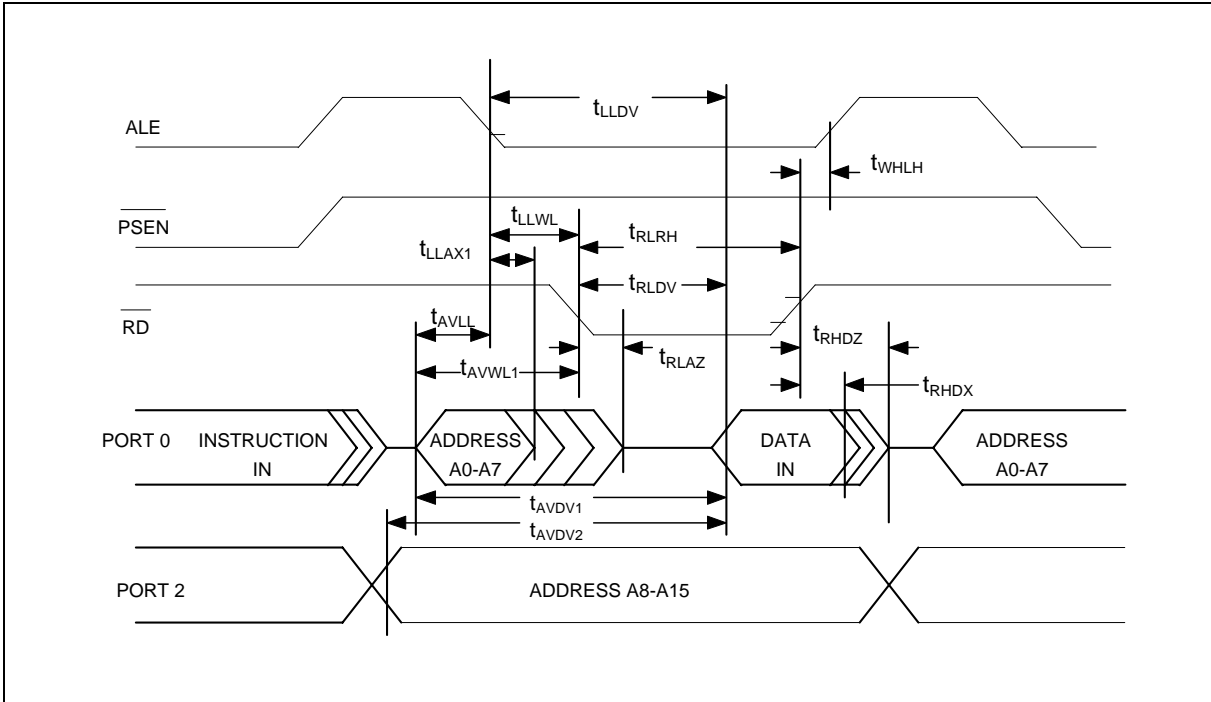 ALE
tLLDV
tWHLH
PSEN
tLLWL
tRLRH
tLLAX1
tRLDV
RD
tAVLL
tRLAZ
tRHDZ
tAVWL1
tRHDX
PORT 0
INSTRUCTION
IN
ADDRESS
A0-A7
DATA
IN
ADDRESS
A0-A7
tAVDV1
tAVDV2
PORT 2
ADDRESS A8-A15